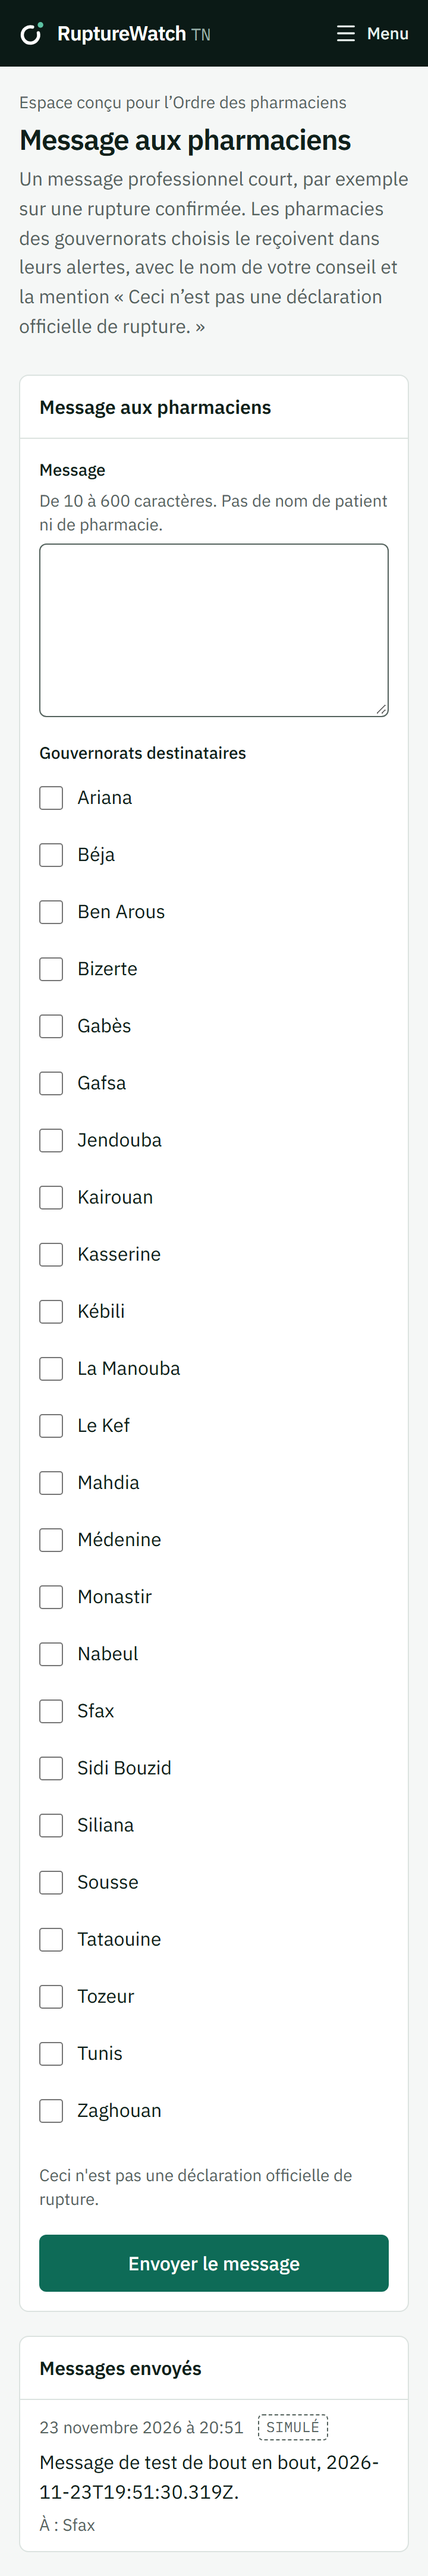 RuptureWatch TN
Menu
Espace conçu pour l’Ordre des pharmaciens
Message aux pharmaciens
Un message professionnel court, par exemple
sur une rupture confirmée. Les pharmacies
des gouvernorats choisis le reçoivent dans
leurs alertes, avec le nom de votre conseil et
la mention « Ceci n’est pas une déclaration
officielle de rupture. »
Message aux pharmaciens
Message
De 10 à 600 caractères. Pas de nom de patient
ni de pharmacie.
Gouvernorats destinataires
Ariana
Béja
Ben Arous
Bizerte
Gabès
Gafsa
Jendouba
Kairouan
Kasserine
Kébili
La Manouba
Le Kef
Mahdia
Médenine
Monastir
Nabeul
Sfax
Sidi Bouzid
Siliana
Sousse
Tataouine
Tozeur
Tunis
Zaghouan
Ceci n'est pas une déclaration officielle de
rupture.
Envoyer le message
Messages envoyés
23 novembre 2026 à 20:51 SIMULÉ
Message de test de bout en bout, 2026-
11-23T19:51:30.319Z.
À : Sfax